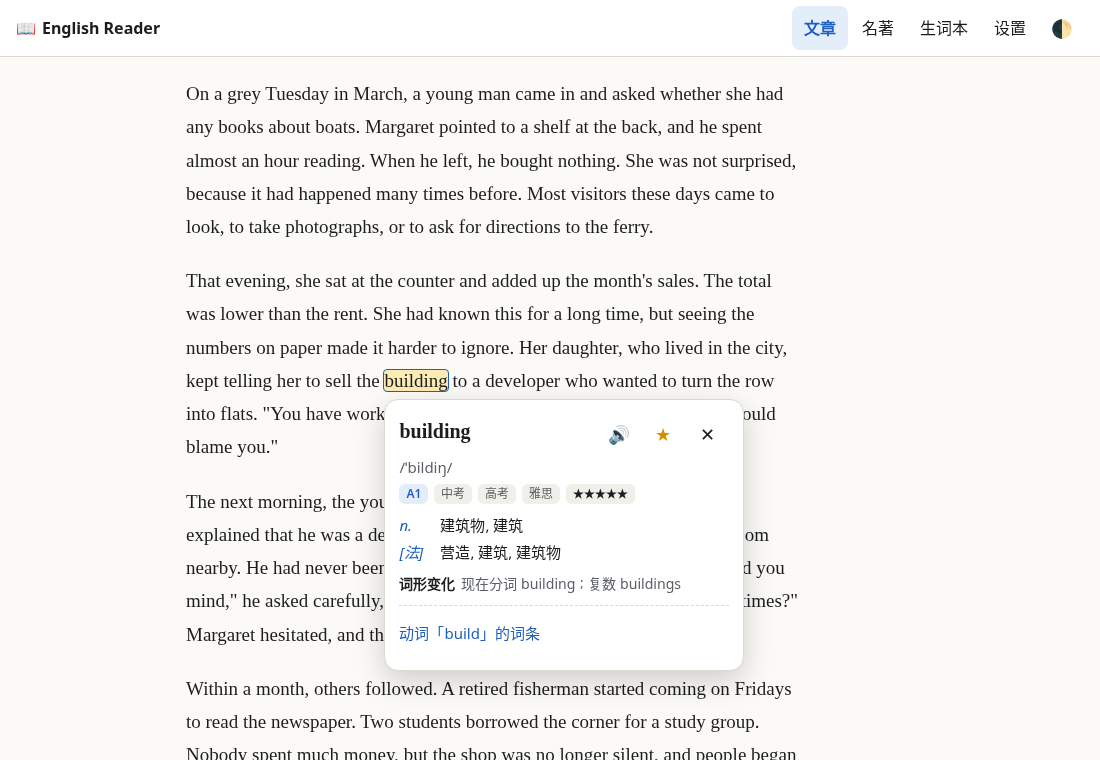 📖 English Reader
文章 名著 生词本 设置
On a grey Tuesday in March, a young man came in and asked whether she had
any books about boats. Margaret pointed to a shelf at the back, and he spent
almost an hour reading. When he left, he bought nothing. She was not surprised,
because it had happened many times before. Most visitors these days came to
look, to take photographs, or to ask for directions to the ferry.
That evening, she sat at the counter and added up the month's sales. The total
was lower than the rent. She had known this for a long time, but seeing the
numbers on paper made it harder to ignore. Her daughter, who lived in the city,
kept telling her to sell the building to a developer who wanted to turn the row
into flats. "You have work ould
blame you."
The next morning, the you
explained that he was a de om
nearby. He had never been d you
mind," he asked carefully, times?"
Margaret hesitated, and th
building
/'bildiŋ/
A1 中考 高考 雅思 ★★★★★
n. 建筑物, 建筑
[法] 营造, 建筑, 建筑物
词形变化 现在分词 building；复数 buildings
动词「build」的词条
Within a month, others followed. A retired fisherman started coming on Fridays
to read the newspaper. Two students borrowed the corner for a study group.
Nobody spent much money, but the shop was no longer silent, and people began